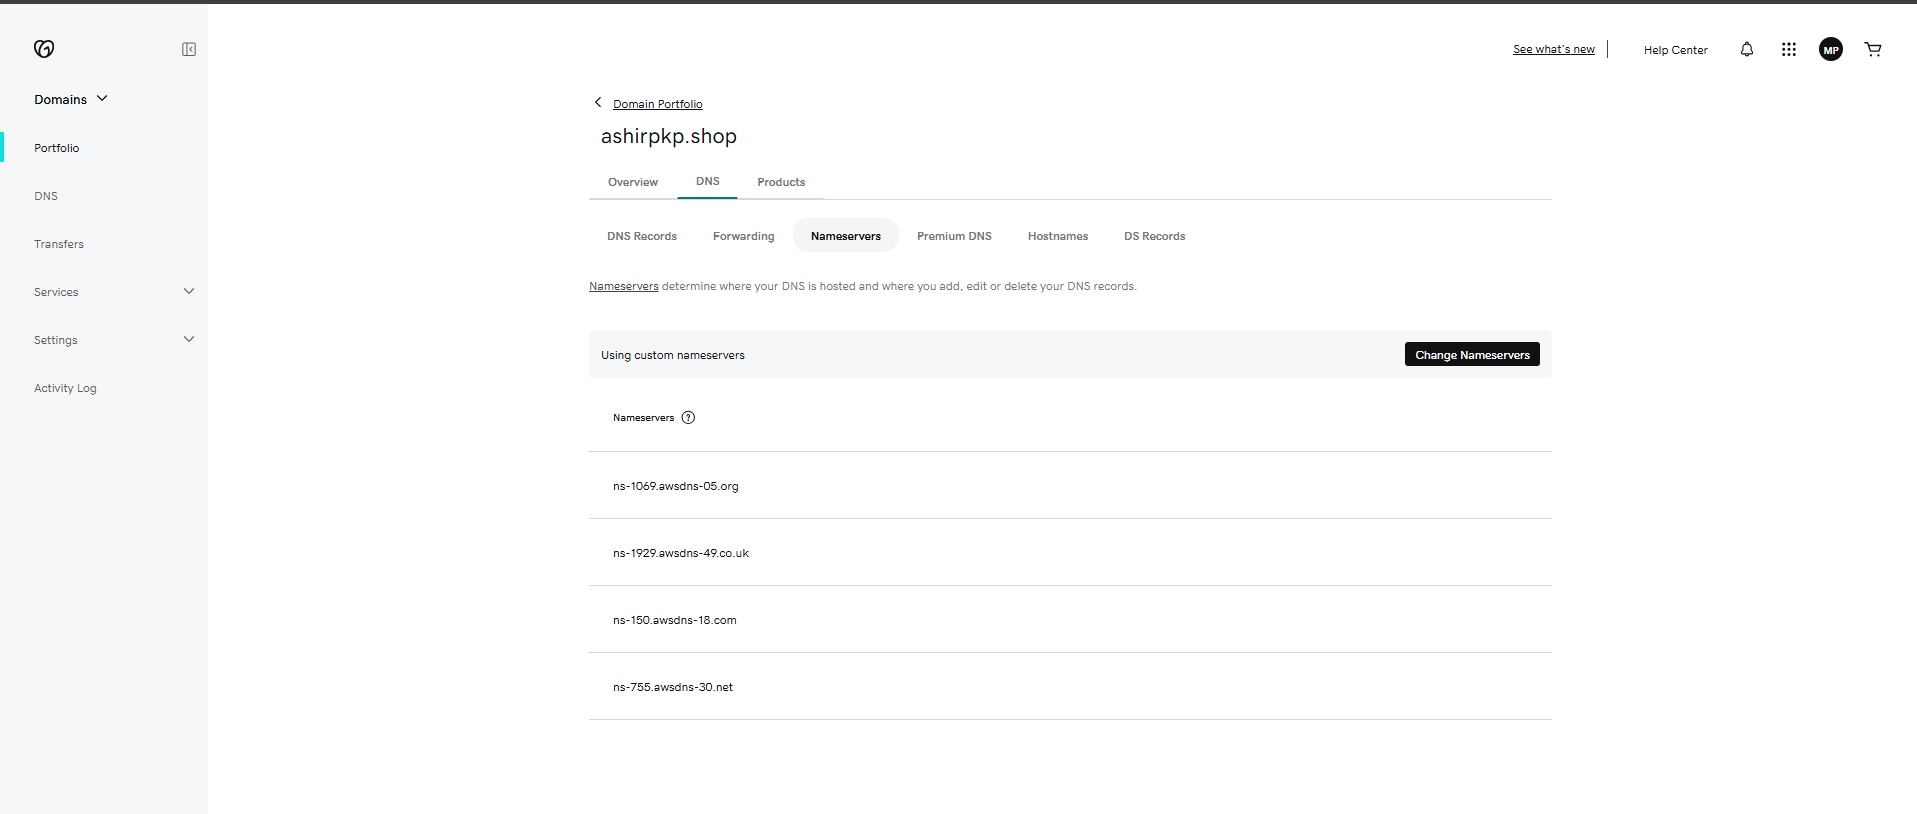 See what's new
Help Center
MP
Domains
Portfolio
DNS
Transfers
Services
Settings
Activity Log
Domain Portfolio
ashirpkp.shop
Overview DNS Products
DNS Records Forwarding Nameservers Premium DNS Hostnames DS Records
Nameservers determine where your DNS is hosted and where you add, edit or delete your DNS records.
Using custom nameservers
Change Nameservers
Nameservers ?
ns-1069.awsdns-05.org
ns-1929.awsdns-49.co.uk
ns-150.awsdns-18.com
ns-755.awsdns-30.net